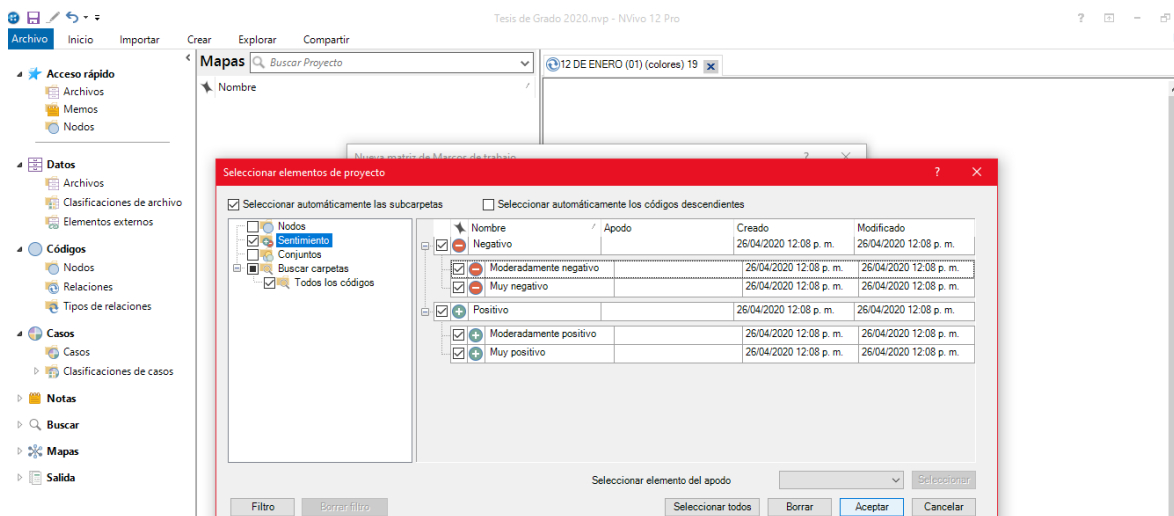 Tesis de Grado 2020.nvp - NVivo 12 Pro
Archivo Inicio Importar Crear Explorar Compartir
Acceso rápido
Archivos
Memos
Nodos
Datos
Archivos
Clasificaciones de archivo
Elementos externos
Códigos
Nodos
Relaciones
Tipos de relaciones
Casos
Casos
Clasificaciones de casos
Notas
Buscar
Mapas
Salida
Mapas Buscar Proyecto
Nombre
12 DE ENERO (01) (colores) 19
Nueva matriz de Marcos de trabajo
Seleccionar elementos de proyecto
Seleccionar automáticamente las subcarpetas Seleccionar automáticamente los códigos descendientes
Nodos
Sentimiento
Conjuntos
Buscar carpetas
Todos los códigos
Nombre Apodo Creado Modificado
Negativo 26/04/2020 12:08 p. m. 26/04/2020 12:08 p. m.
Moderadamente negativo 26/04/2020 12:08 p. m. 26/04/2020 12:08 p. m.
Muy negativo 26/04/2020 12:08 p. m. 26/04/2020 12:08 p. m.
Positivo 26/04/2020 12:08 p. m. 26/04/2020 12:08 p. m.
Moderadamente positivo 26/04/2020 12:08 p. m. 26/04/2020 12:08 p. m.
Muy positivo 26/04/2020 12:08 p. m. 26/04/2020 12:08 p. m.
Seleccionar elemento del apodo Seleccionar
Filtro Borrar filtro Seleccionar todos Borrar Aceptar Cancelar